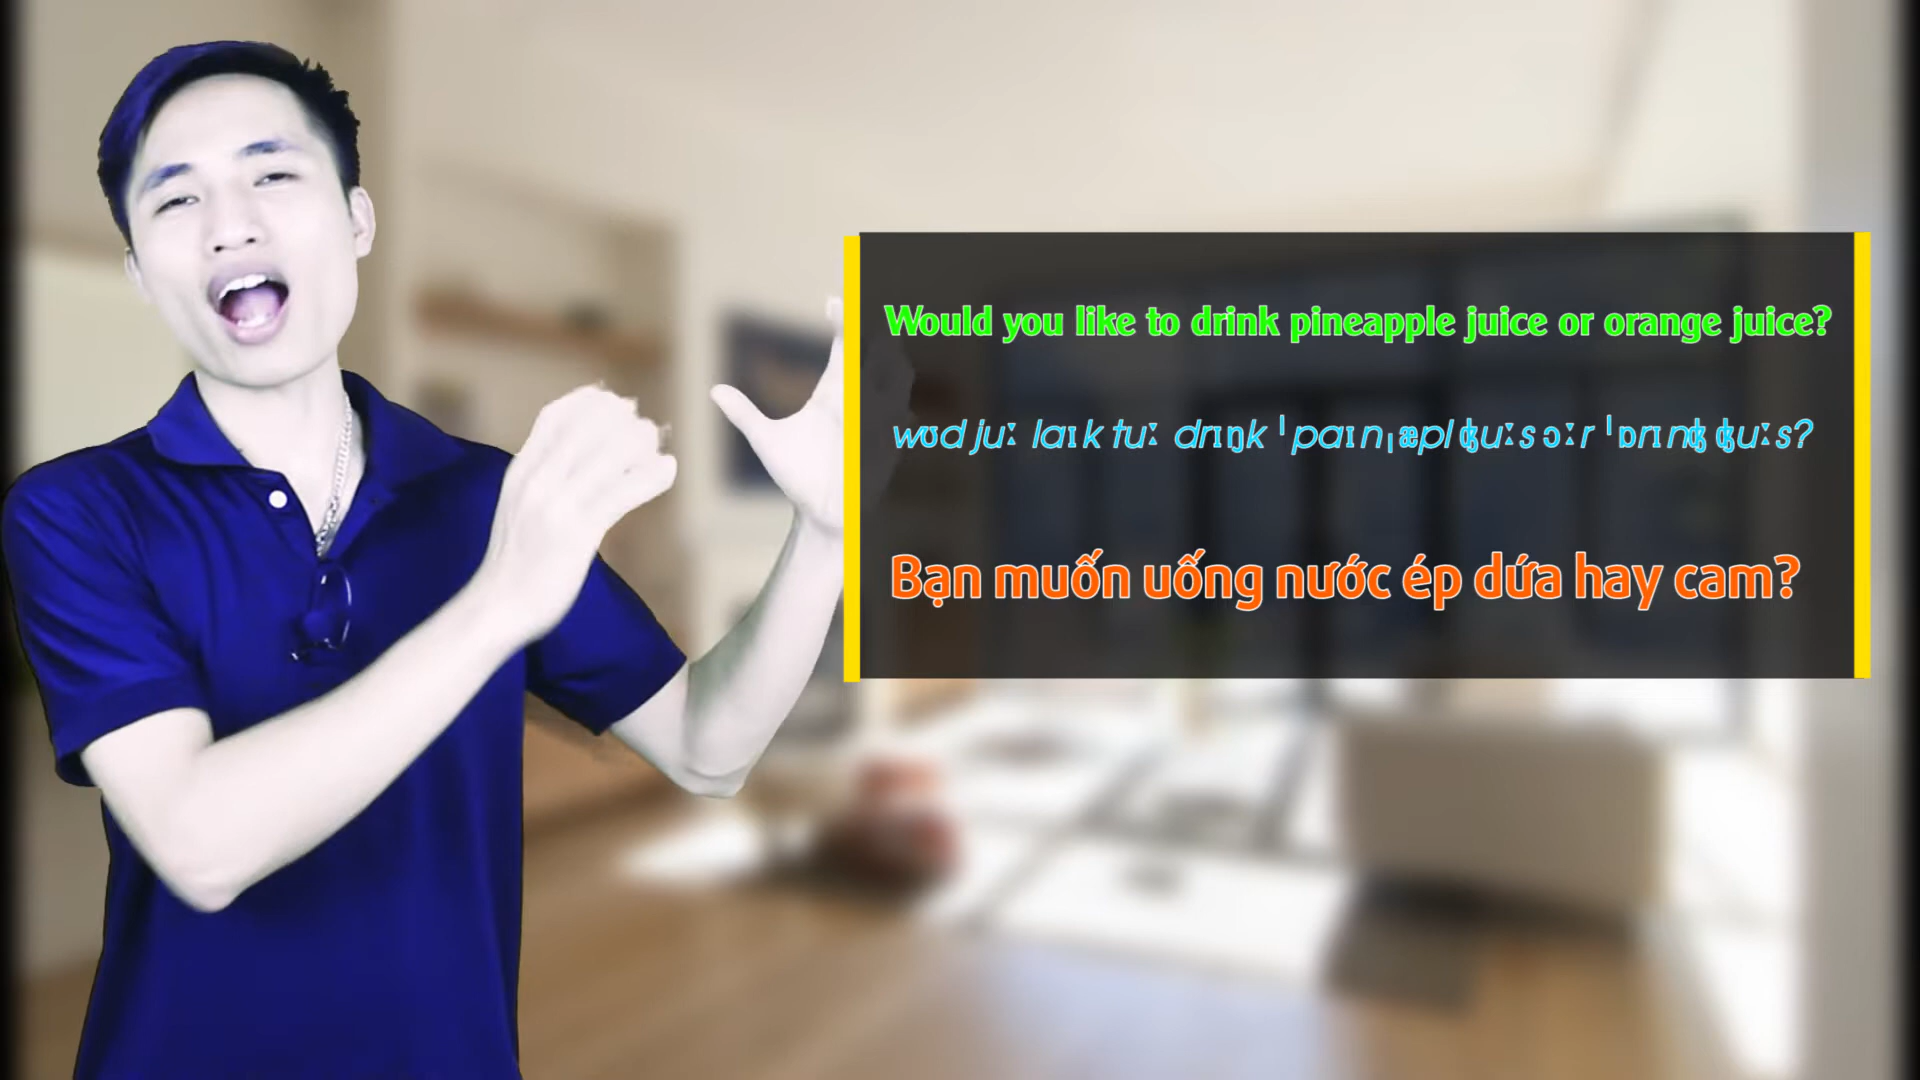 Would you like to drink pineapple juice or orange juice?
wʊd juː laɪk tuː drɪŋk ˈpaɪnˌæpl ʤuːs ɔːr ˈɒrɪnʤ ʤuːs?
Bạn muốn uống nước ép dứa hay cam?